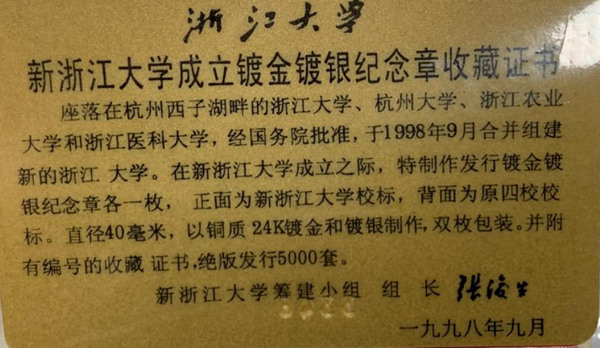 浙江大学
新浙江大学成立镀金镀银纪念章收藏证书
座落在杭州西子湖畔的浙江大学、杭州大学、浙江农业
大学和浙江医科大学，经国务院批准，于1998年9月合并组建
新的浙江 大学。在新浙江大学成立之际，特制作发行镀金镀
银纪念章各一枚， 正面为新浙江大学校标，背面为原四校校
标。直径40毫米，以铜质 24K镀金和镀银制作，双枚包装。并附
有编号的收藏 证书，绝版发行5000套。
新浙江大学筹建小组 组 长 张浚生
一九九八年九月